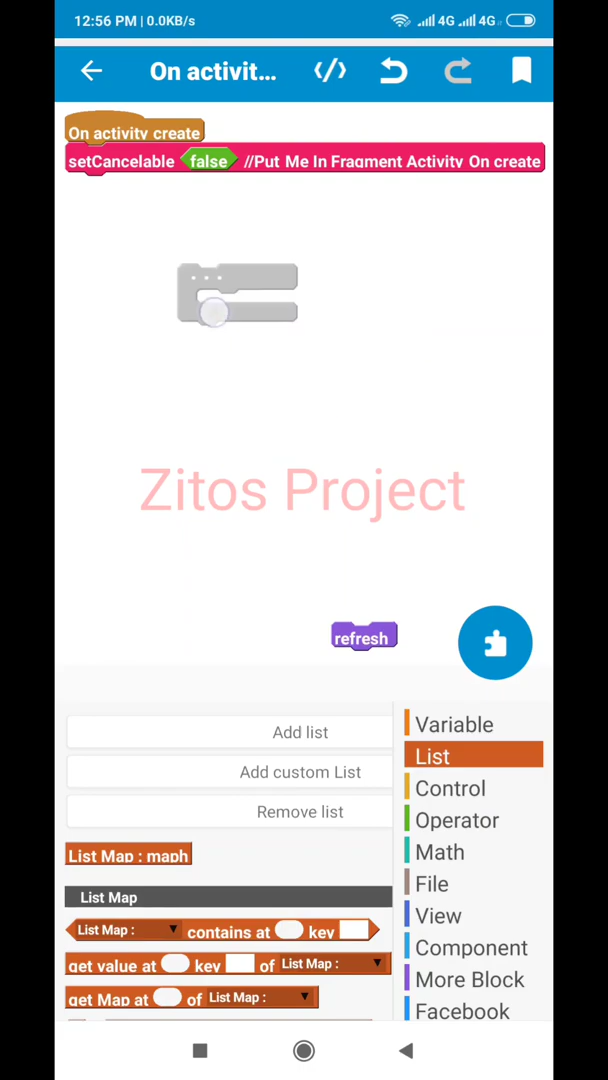 12:56 PM | 0.0KB/s
4G
4G
On activit...
</>
On activity create
setCancelable false //Put Me In Fragment Activity On create
Zitos Project
refresh
Add list
Add custom List
Remove list
List Map : maph
List Map
List Map : contains at key
get value at key of List Map :
get Map at of List Map :
Variable
List
Control
Operator
Math
File
View
Component
More Block
Facebook